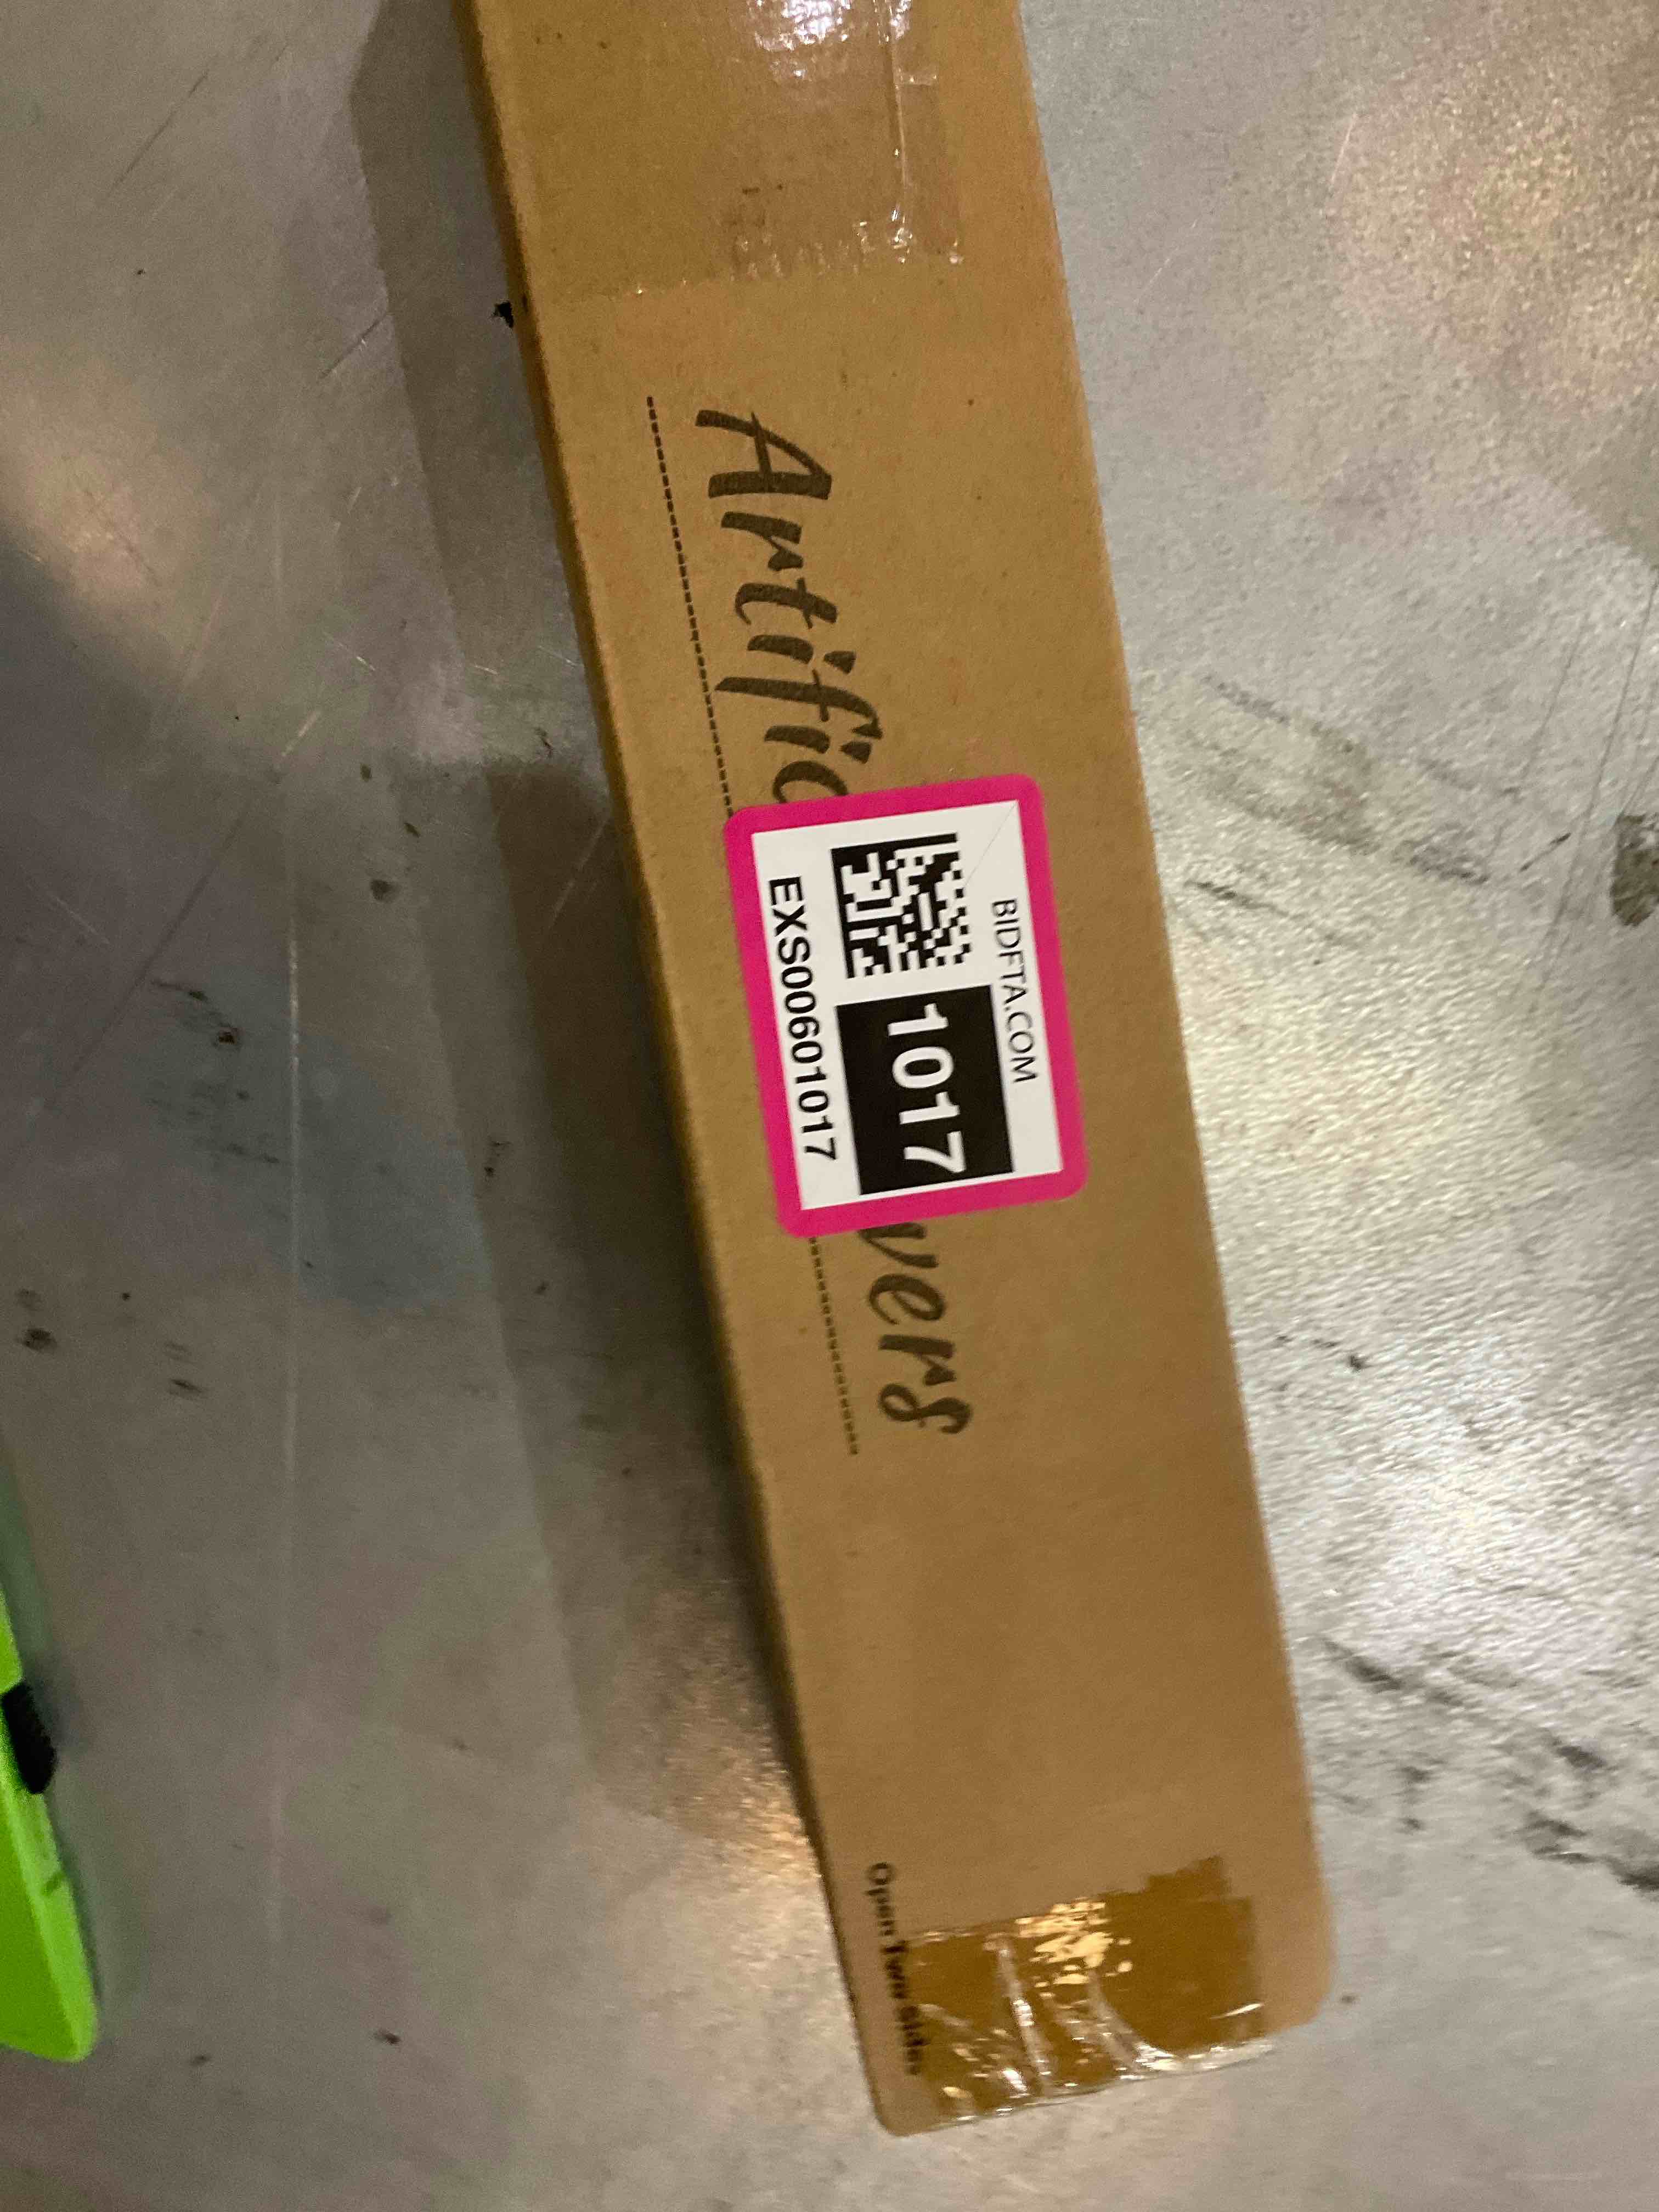 Artific
vers
BIDFTA.COM
1017
EXS00601017
Open Two Sides